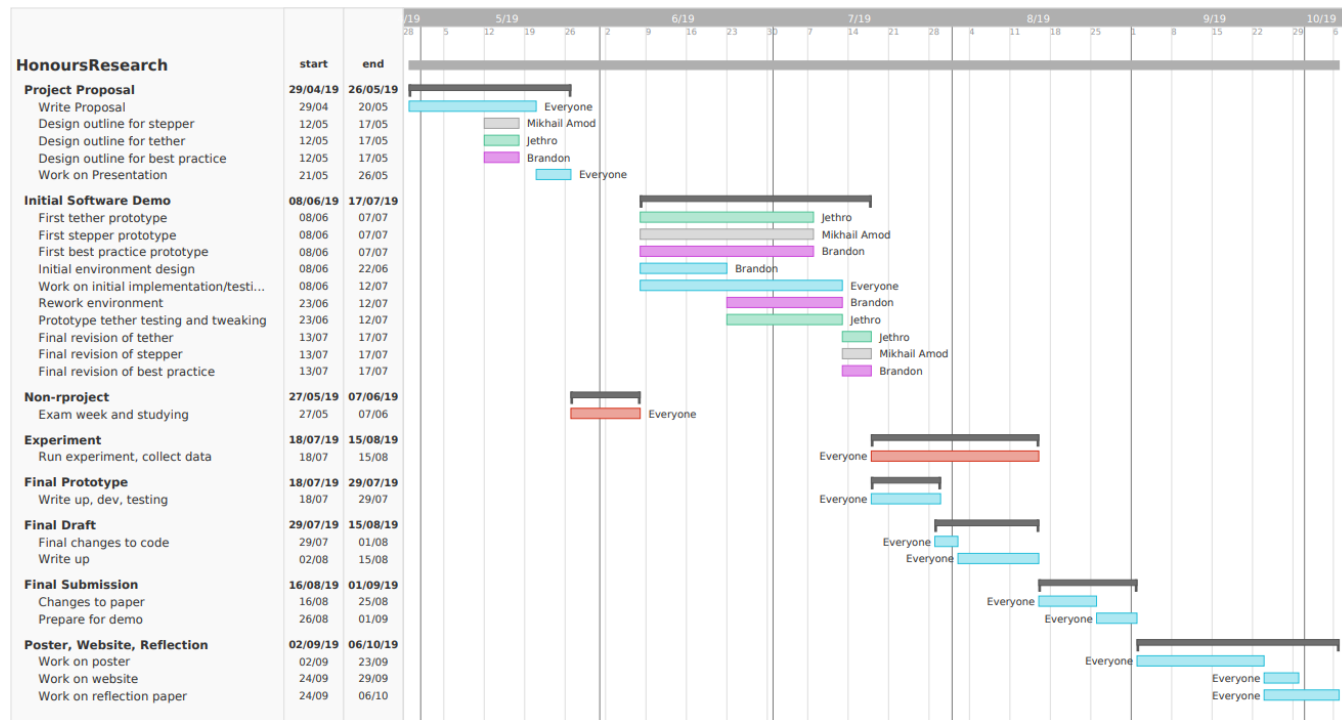 /19 5/19 6/19 7/19 8/19 9/19 10/19
28 5 12 19 26 2 9 16 23 30 7 14 21 28 4 11 18 25 1 8 15 22 29 6
HonoursResearch start end
Project Proposal 29/04/19 26/05/19
Write Proposal 29/04 20/05 Everyone
Design outline for stepper 12/05 17/05 Mikhail Amod
Design outline for tether 12/05 17/05 Jethro
Design outline for best practice 12/05 17/05 Brandon
Work on Presentation 21/05 26/05 Everyone
Initial Software Demo 08/06/19 17/07/19
First tether prototype 08/06 07/07 Jethro
First stepper prototype 08/06 07/07 Mikhail Amod
First best practice prototype 08/06 07/07 Brandon
Initial environment design 08/06 22/06 Brandon
Work on initial implementation/testi... 08/06 12/07 Everyone
Rework environment 23/06 12/07 Brandon
Prototype tether testing and tweaking 23/06 12/07 Jethro
Final revision of tether 13/07 17/07 Jethro
Final revision of stepper 13/07 17/07 Mikhail Amod
Final revision of best practice 13/07 17/07 Brandon
Non-rproject 27/05/19 07/06/19
Exam week and studying 27/05 07/06 Everyone
Experiment 18/07/19 15/08/19
Run experiment, collect data 18/07 15/08 Everyone
Final Prototype 18/07/19 29/07/19
Write up, dev, testing 18/07 29/07 Everyone
Final Draft 29/07/19 15/08/19
Final changes to code 29/07 01/08 Everyone
Write up 02/08 15/08 Everyone
Final Submission 16/08/19 01/09/19
Changes to paper 16/08 25/08 Everyone
Prepare for demo 26/08 01/09 Everyone
Poster, Website, Reflection 02/09/19 06/10/19
Work on poster 02/09 23/09 Everyone
Work on website 24/09 29/09 Everyone
Work on reflection paper 24/09 06/10 Everyone